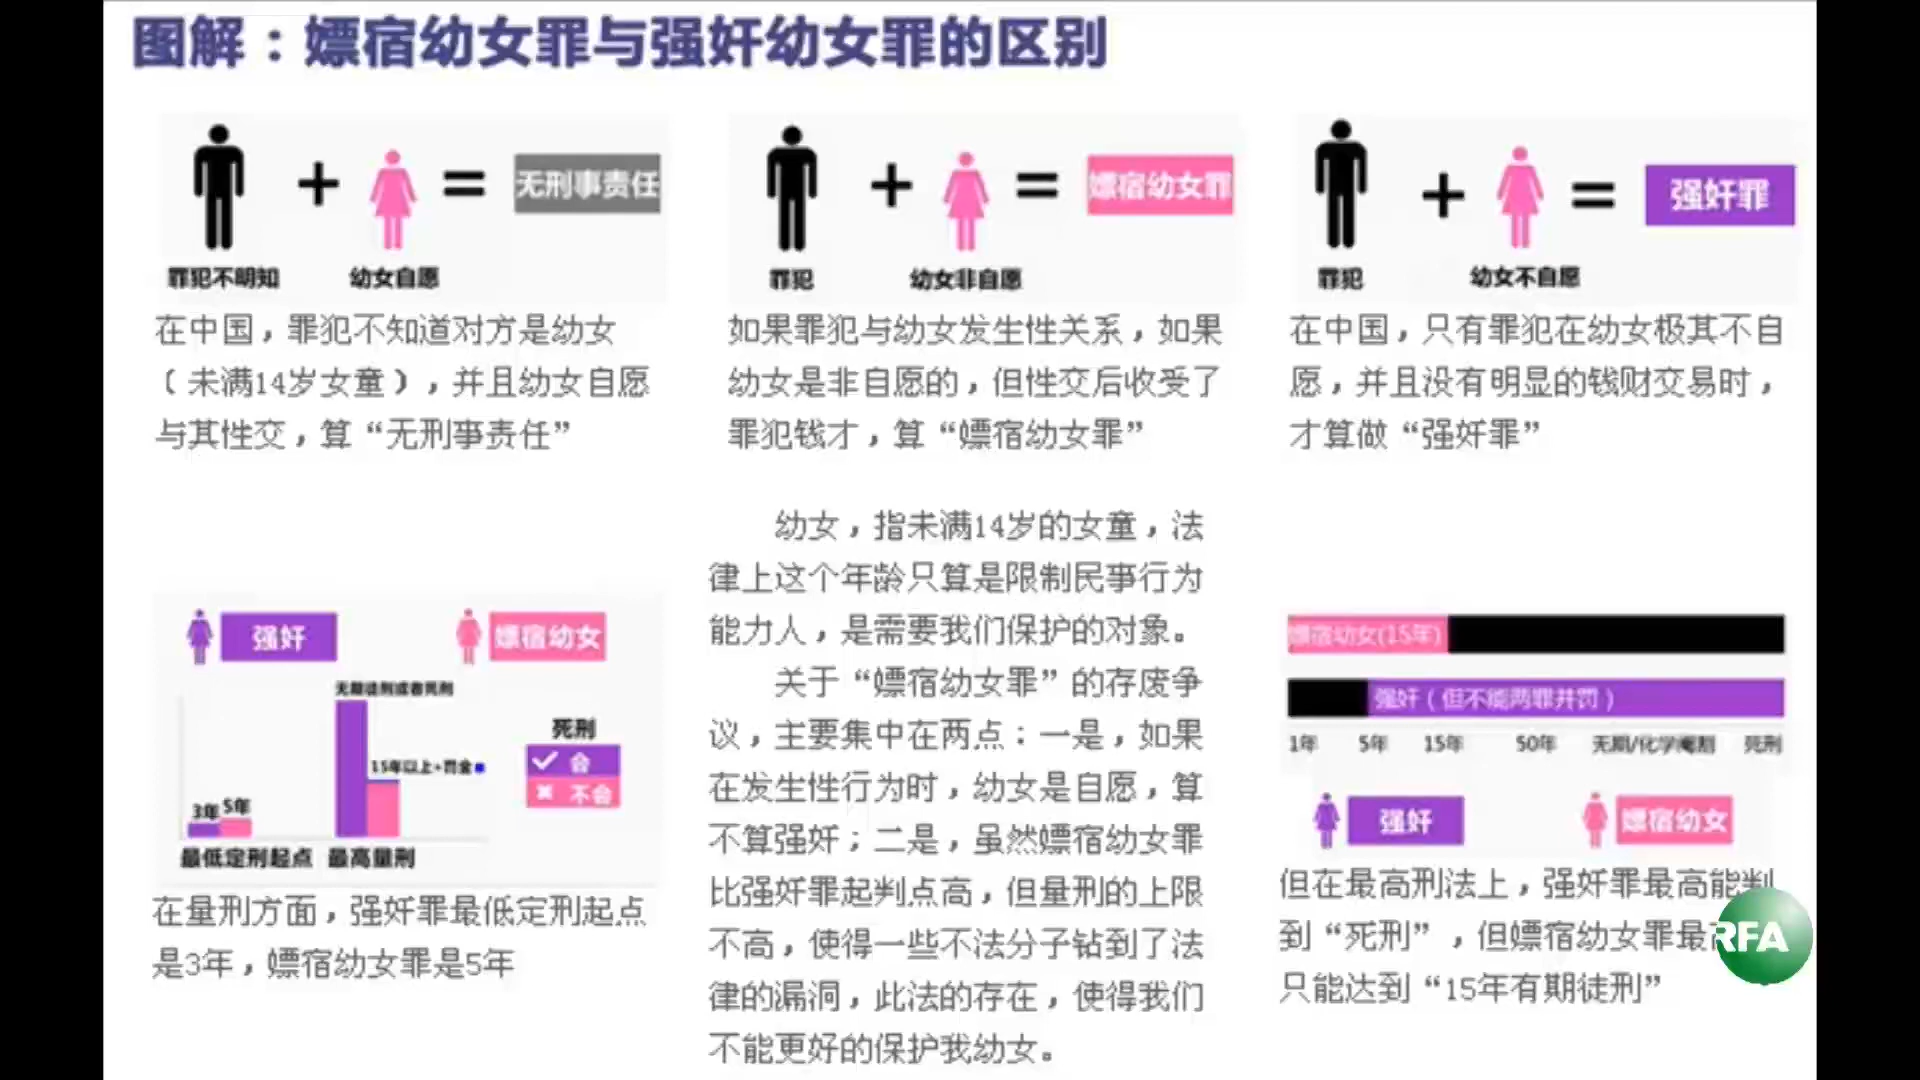 图解：嫖宿幼女罪与强奸幼女罪的区别
+ = 无刑事责任
罪犯不明知 幼女自愿
在中国，罪犯不知道对方是幼女
（未满14岁女童），并且幼女自愿
与其性交，算“无刑事责任”
+ = 嫖宿幼女罪
罪犯 幼女非自愿
如果罪犯与幼女发生性关系，如果
幼女是非自愿的，但性交后收受了
罪犯钱才，算“嫖宿幼女罪”
+ = 强奸罪
罪犯 幼女不自愿
在中国，只有罪犯在幼女极其不自
愿，并且没有明显的钱财交易时，
才算做“强奸罪”
强奸 嫖宿幼女
无期徒刑或者死刑
死刑
会
15年以上+罚金
不会
3年 5年
最低定刑起点 最高量刑
在量刑方面，强奸罪最低定刑起点
是3年，嫖宿幼女罪是5年
幼女，指未满14岁的女童，法
律上这个年龄只算是限制民事行为
能力人，是需要我们保护的对象。
关于“嫖宿幼女罪”的存废争
议，主要集中在两点：一是，如果
在发生性行为时，幼女是自愿，算
不算强奸；二是，虽然嫖宿幼女罪
比强奸罪起判点高，但量刑的上限
不高，使得一些不法分子钻到了法
律的漏洞，此法的存在，使得我们
不能更好的保护我幼女。
嫖宿幼女(15年)
强奸（但不能两罪并罚）
1年 5年 15年 50年 无期/化学阉割 死刑
强奸 嫖宿幼女
但在最高刑法上，强奸罪最高能判
到“死刑”，但嫖宿幼女罪最
只能达到“15年有期徒刑”
RFA